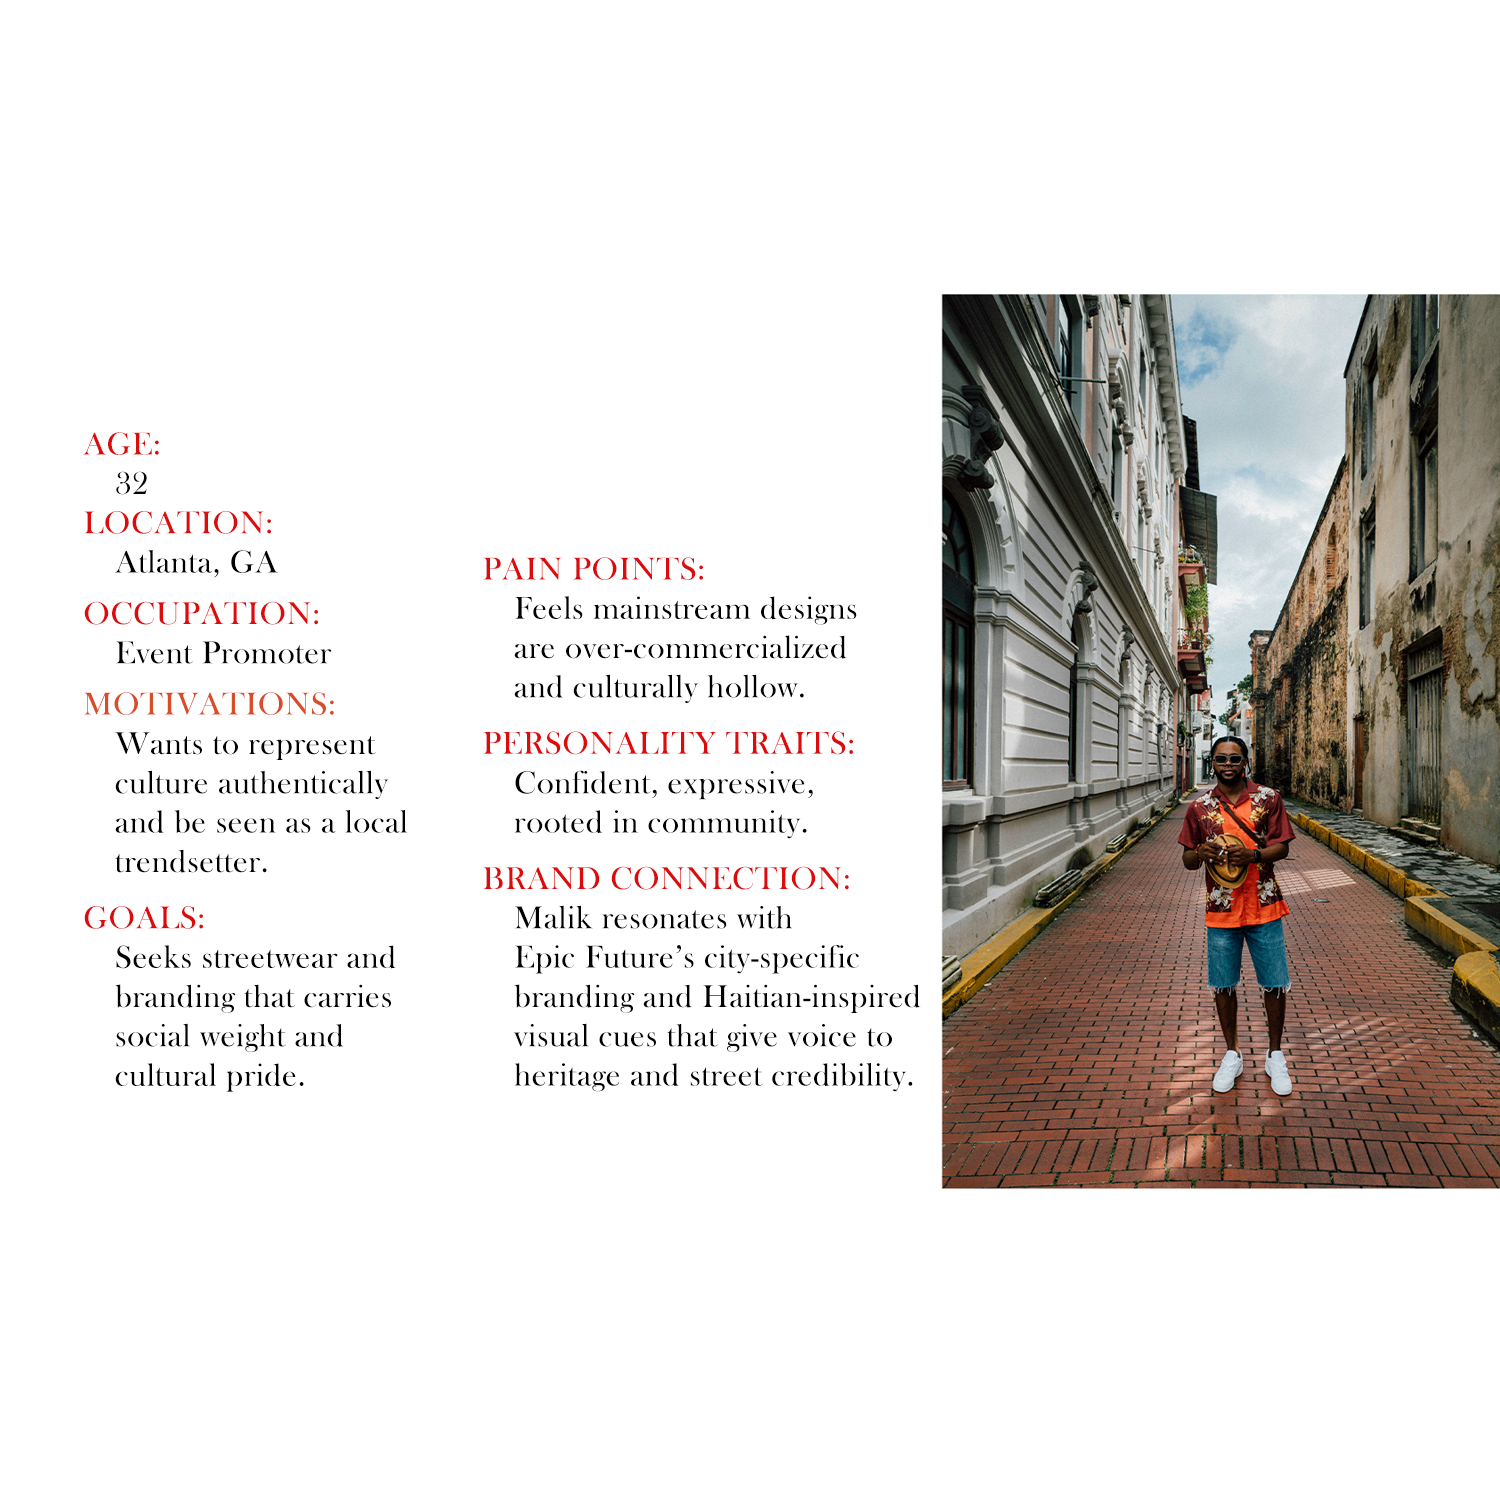 AGE:
32
LOCATION:
Atlanta, GA
OCCUPATION:
Event Promoter
MOTIVATIONS:
Wants to represent
culture authentically
and be seen as a local
trendsetter.
GOALS:
Seeks streetwear and
branding that carries
social weight and
cultural pride.
PAIN POINTS:
Feels mainstream designs
are over-commercialized
and culturally hollow.
PERSONALITY TRAITS:
Confident, expressive,
rooted in community.
BRAND CONNECTION:
Malik resonates with
Epic Future’s city-specific
branding and Haitian-inspired
visual cues that give voice to
heritage and street credibility.